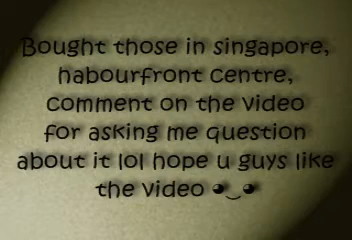 Bought those in singapore,
habourfront centre,
comment on the video
for asking me question
about it lol hope u guys like
the video •‿•